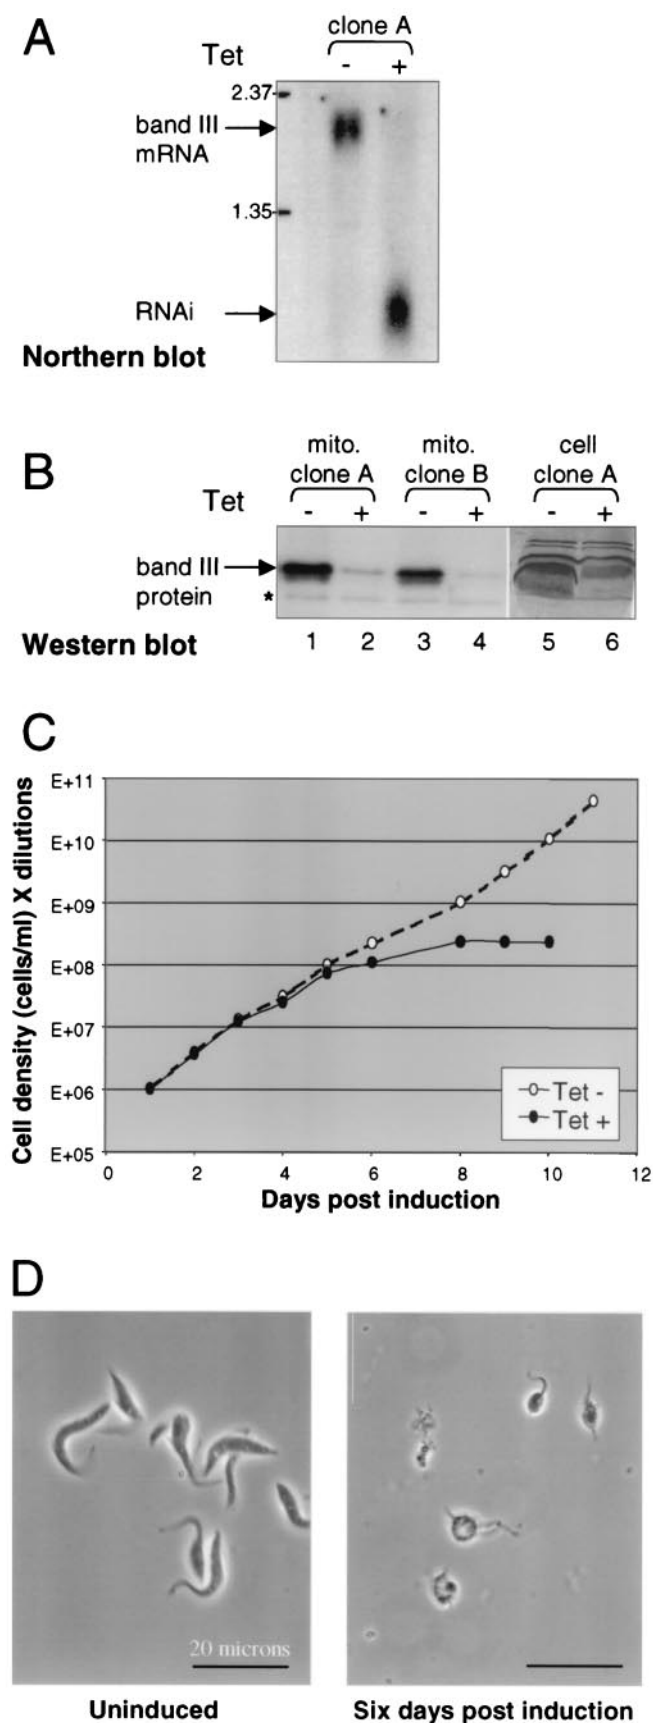 A
clone A
Tet
- +
2.37
band III
mRNA
1.35
RNAi
Northern blot
B
mito.
clone A
mito.
clone B
cell
clone A
Tet
- + - + - +
band III
protein
*
Western blot
1 2 3 4 5 6
C
Cell density (cells/ml) X dilutions
E+11
E+10
E+09
E+08
E+07
E+06
E+05
0 2 4 6 8 10 12
Days post induction
Tet -
Tet +
D
20 microns
Uninduced
Six days post induction